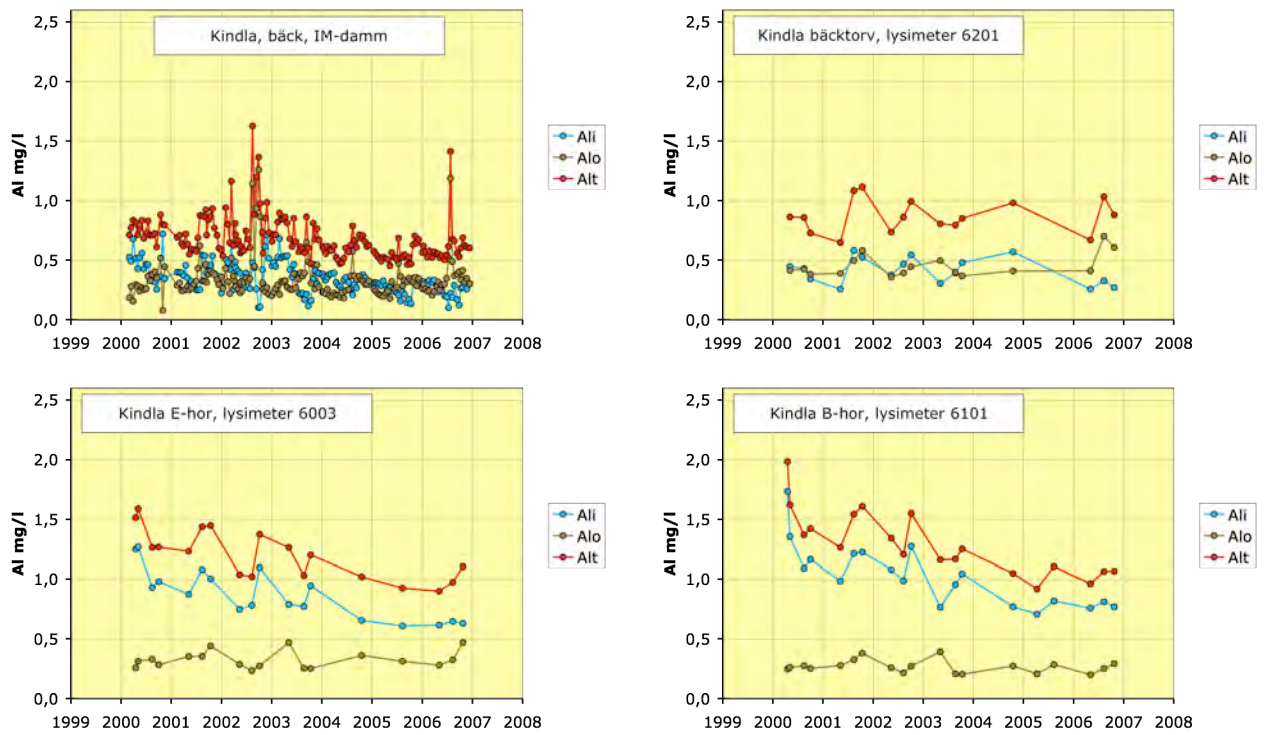 Kindla, bäck, IM-damm
Al mg/l
2,5
2,0
1,5
1,0
0,5
0,0
1999 2000 2001 2002 2003 2004 2005 2006 2007 2008
Ali
Alo
Alt
Kindla bäcktorv, lysimeter 6201
Al mg/l
2,5
2,0
1,5
1,0
0,5
0,0
1999 2000 2001 2002 2003 2004 2005 2006 2007 2008
Ali
Alo
Alt
Kindla E-hor, lysimeter 6003
Al mg/l
2,5
2,0
1,5
1,0
0,5
0,0
1999 2000 2001 2002 2003 2004 2005 2006 2007 2008
Ali
Alo
Alt
Kindla B-hor, lysimeter 6101
Al mg/l
2,5
2,0
1,5
1,0
0,5
0,0
1999 2000 2001 2002 2003 2004 2005 2006 2007 2008
Ali
Alo
Alt